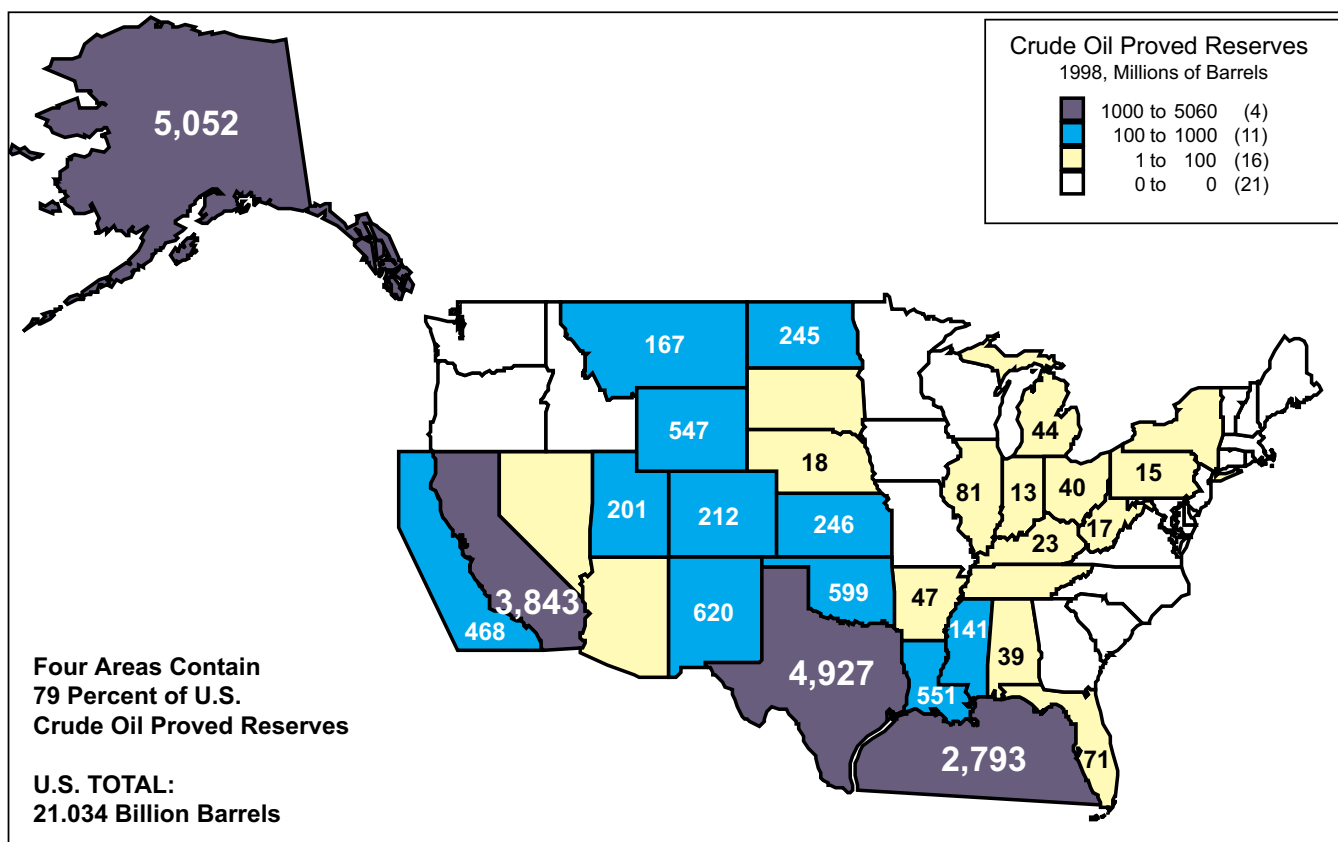 Crude Oil Proved Reserves
1998, Millions of Barrels
1000 to 5060 (4)
100 to 1000 (11)
1 to 100 (16)
0 to 0 (21)
5,052
167
245
547
18
44
81
13
40
15
17
23
201
212
246
3,843
468
620
599
47
141
39
4,927
551
2,793
71
Four Areas Contain
79 Percent of U.S.
Crude Oil Proved Reserves
U.S. TOTAL:
21.034 Billion Barrels